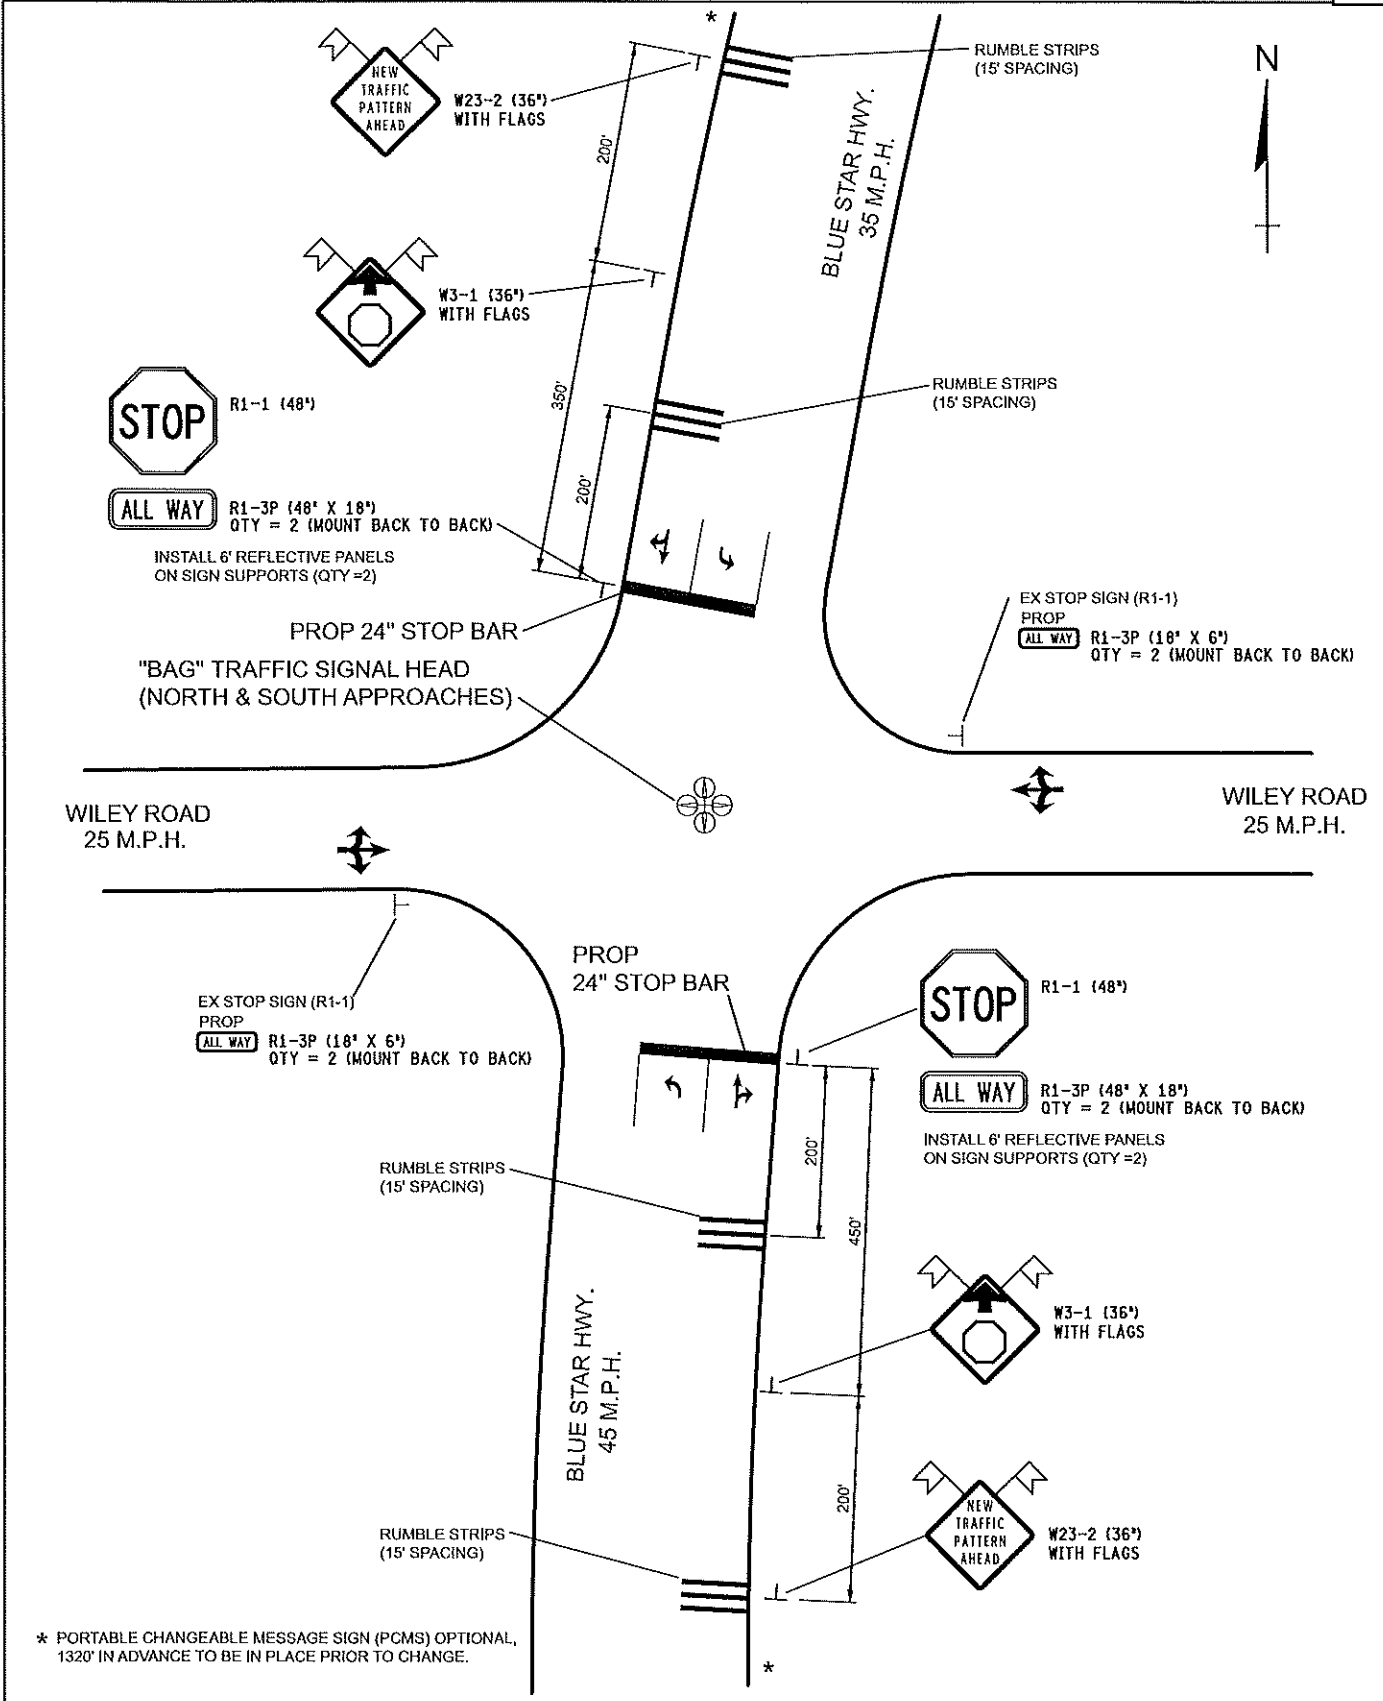 *
NEW
TRAFFIC
PATTERN
AHEAD
W23-2 (36")
WITH FLAGS
RUMBLE STRIPS
(15' SPACING)
N
200'
BLUE STAR HWY.
35 M.P.H.
W3-1 (36")
WITH FLAGS
350'
RUMBLE STRIPS
(15' SPACING)
STOP
R1-1 (48")
ALL WAY
R1-3P (48" X 18")
QTY = 2 (MOUNT BACK TO BACK)
INSTALL 6' REFLECTIVE PANELS
ON SIGN SUPPORTS (QTY =2)
200'
PROP 24" STOP BAR
"BAG" TRAFFIC SIGNAL HEAD
(NORTH & SOUTH APPROACHES)
EX STOP SIGN (R1-1)
PROP
ALL WAY
R1-3P (18" X 6")
QTY = 2 (MOUNT BACK TO BACK)
WILEY ROAD
25 M.P.H.
WILEY ROAD
25 M.P.H.
EX STOP SIGN (R1-1)
PROP
ALL WAY
R1-3P (18" X 6")
QTY = 2 (MOUNT BACK TO BACK)
PROP
24" STOP BAR
STOP
R1-1 (48")
ALL WAY
R1-3P (48" X 18")
QTY = 2 (MOUNT BACK TO BACK)
INSTALL 6' REFLECTIVE PANELS
ON SIGN SUPPORTS (QTY =2)
200'
450'
RUMBLE STRIPS
(15' SPACING)
W3-1 (36")
WITH FLAGS
BLUE STAR HWY.
45 M.P.H.
200'
NEW
TRAFFIC
PATTERN
AHEAD
W23-2 (36")
WITH FLAGS
RUMBLE STRIPS
(15' SPACING)
* PORTABLE CHANGEABLE MESSAGE SIGN (PCMS) OPTIONAL,
1320' IN ADVANCE TO BE IN PLACE PRIOR TO CHANGE.
*